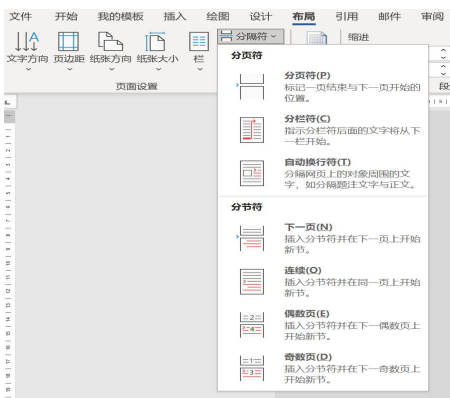 文件 开始 我的模板 插入 绘图 设计 布局 引用 邮件 审阅
分隔符 缩进
文字方向 页边距 纸张方向 纸张大小 栏
页面设置 段
分页符
分页符(P)
标记一页结束与下一页开始的
位置。
分栏符(C)
指示分栏符后面的文字将从下
一栏开始。
自动换行符(T)
分隔网页上的对象周围的文
字，如分隔题注文字与正文。
分节符
下一页(N)
插入分节符并在下一页上开始
新节。
连续(O)
插入分节符并在同一页上开始
新节。
偶数页(E)
插入分节符并在下一偶数页上
开始新节。
奇数页(D)
插入分节符并在下一奇数页上
开始新节。